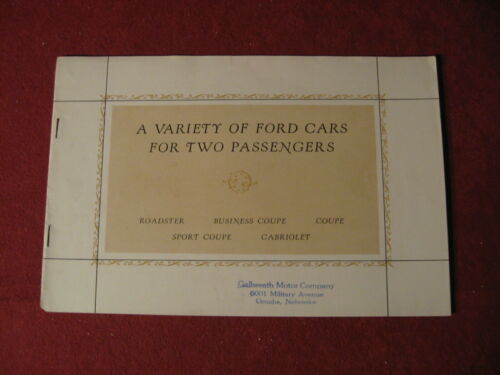 A VARIETY OF FORD CARS
FOR TWO PASSENGERS
ROADSTER BUSINESS COUPE COUPE
SPORT COUPE CABRIOLET
Galbreath Motor Company
6001 Military Avenue
Omaha, Nebraska